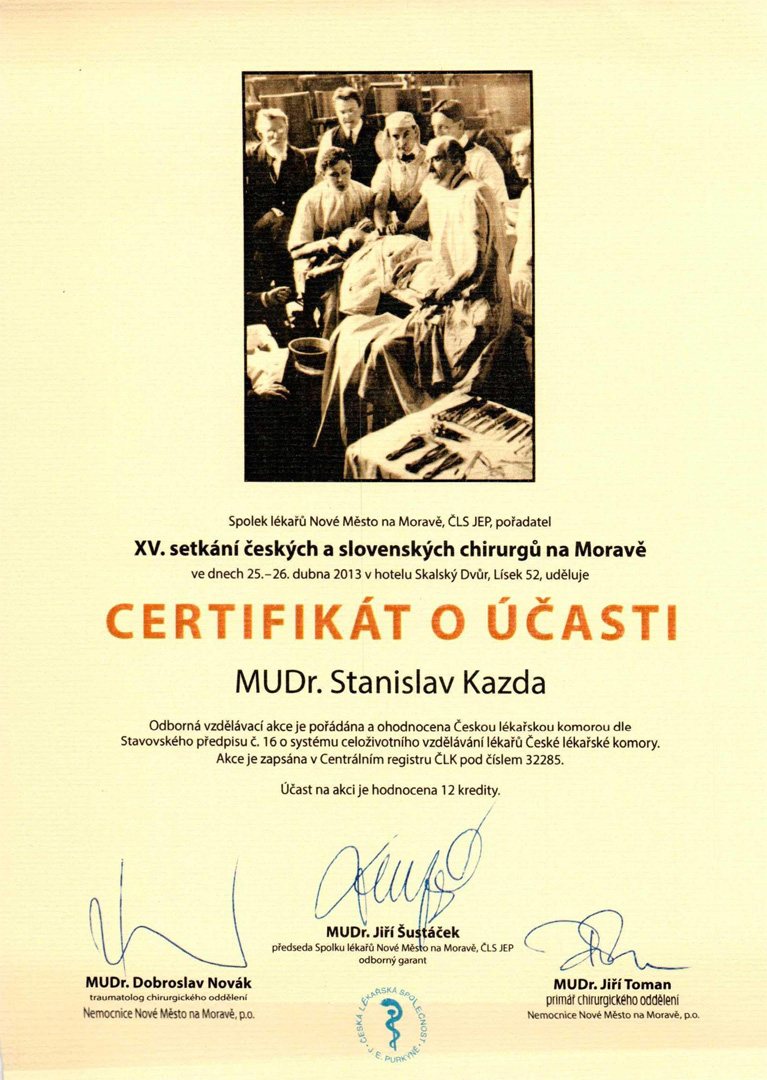 Spolek lékařů Nové Město na Moravě, ČLS JEP, pořadatel
XV. setkání českých a slovenských chirurgů na Moravě
ve dnech 25.–26. dubna 2013 v hotelu Skalský Dvůr, Lísek 52, uděluje
CERTIFIKÁT O ÚČASTI
MUDr. Stanislav Kazda
Odborná vzdělávací akce je pořádána a ohodnocena Českou lékařskou komorou dle
Stavovského předpisu č. 16 o systému celoživotního vzdělávání lékařů České lékařské komory.
Akce je zapsána v Centrálním registru ČLK pod číslem 32285.
Účast na akci je hodnocena 12 kredity.
MUDr. Jiří Šustáček
předseda Spolku lékařů Nové Město na Moravě, ČLS JEP
odborný garant
MUDr. Dobroslav Novák
traumatolog chirurgického oddělení
Nemocnice Nové Město na Moravě, p.o.
MUDr. Jiří Toman
primář chirurgického oddělení
Nemocnice Nové Město na Moravě, p.o.
ČESKÁ LÉKAŘSKÁ SPOLEČNOST
J. E. PURKYNĚ